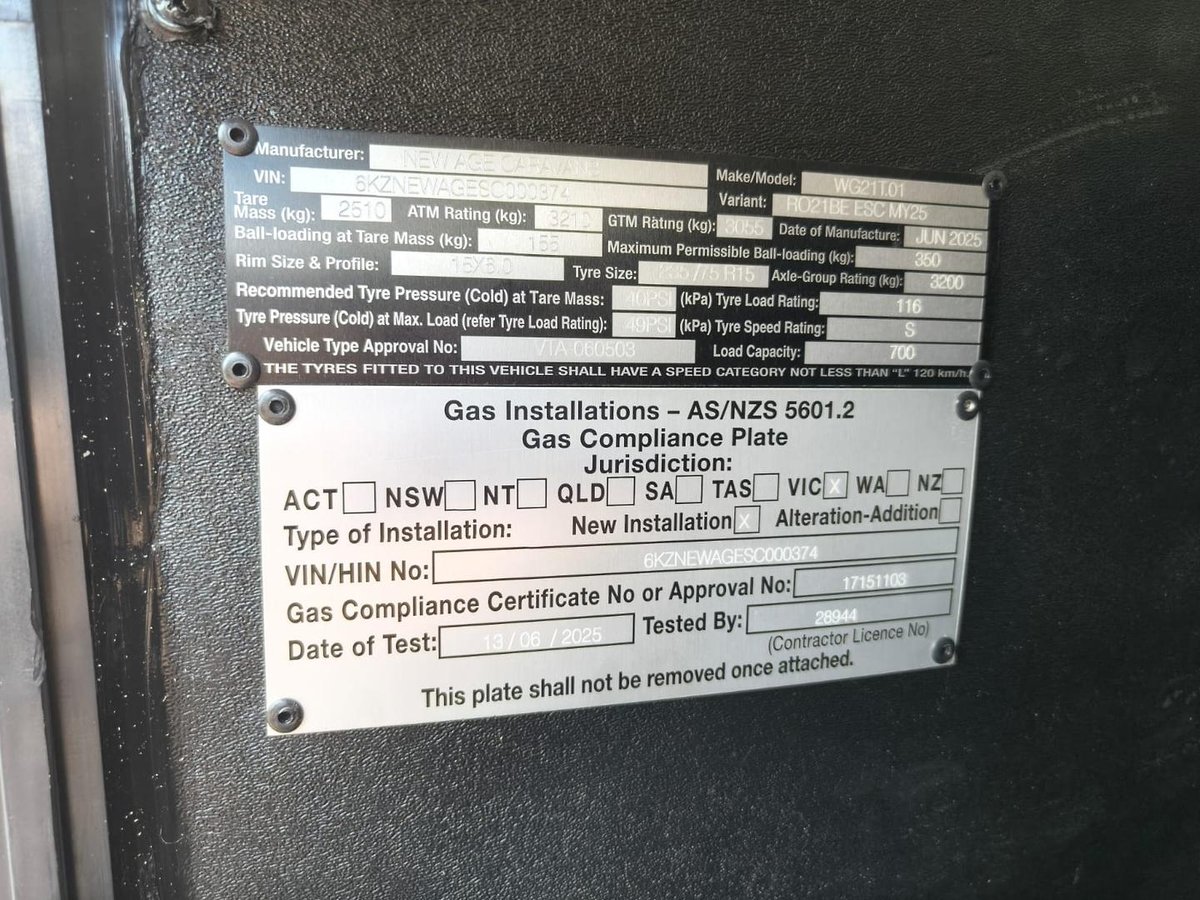 Manufacturer: NEW AGE CARAVANS
VIN: 6KZNEWAGESC000374
Make/Model: WG21T.01
Variant: RO21BE ESC MY25
Tare Mass (kg): 2510 ATM Rating (kg): 3210 GTM Rating (kg): 3055 Date of Manufacture: JUN 2025
Ball-loading at Tare Mass (kg): 155 Maximum Permissible Ball-loading (kg): 350
Rim Size & Profile: 15X6.0 Tyre Size: 235/75 R15 Axle-Group Rating (kg): 3200
Recommended Tyre Pressure (Cold) at Tare Mass: 40PSI (kPa) Tyre Load Rating: 116
Tyre Pressure (Cold) at Max. Load (refer Tyre Load Rating): 49PSI (kPa) Tyre Speed Rating: S
Vehicle Type Approval No: VTA-060503 Load Capacity: 700
THE TYRES FITTED TO THIS VEHICLE SHALL HAVE A SPEED CATEGORY NOT LESS THAN "L" 120 km/h.
Gas Installations – AS/NZS 5601.2
Gas Compliance Plate
Jurisdiction:
ACT NSW NT QLD SA TAS VIC X WA NZ
Type of Installation: New Installation X Alteration-Addition
VIN/HIN No: 6KZNEWAGESC000374
Gas Compliance Certificate No or Approval No: 17151103
Date of Test: 13 / 06 / 2025 Tested By: 28944
(Contractor Licence No)
This plate shall not be removed once attached.